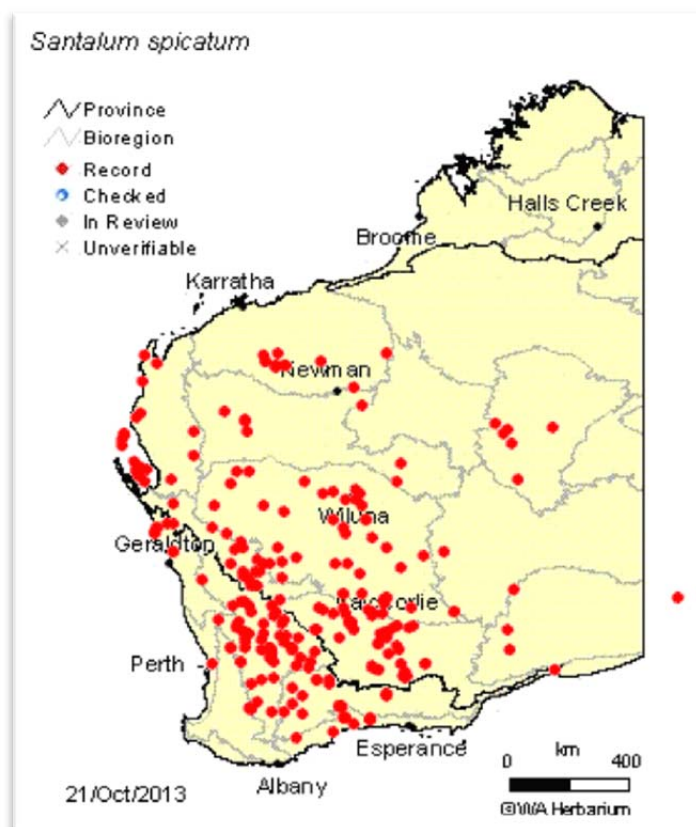 Santalum spicatum
Province
Bioregion
Record
Checked
In Review
Unverifiable
Halls Creek
Broome
Karratha
Newman
Wiluna
Geraldton
Kalgoorlie
Perth
Esperance
Albany
0 km 400
21/Oct/2013
©WA Herbarium